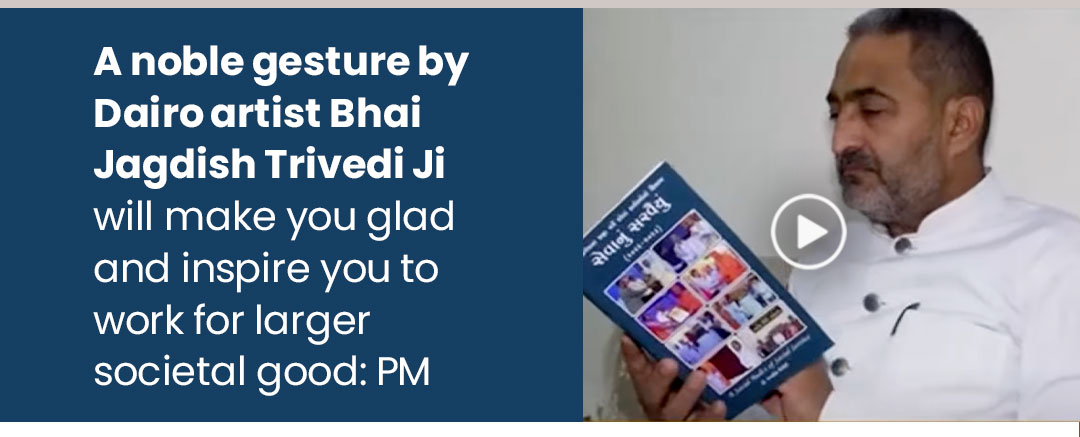 A noble gesture by
Dairo artist Bhai
Jagdish Trivedi Ji
will make you glad
and inspire you to
work for larger
societal good: PM
સેવાનું સરવૈયું